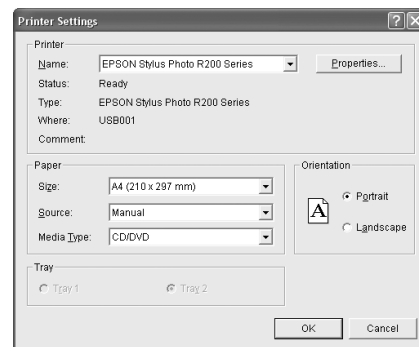 Printer Settings
Printer
Name: EPSON Stylus Photo R200 Series Properties...
Status: Ready
Type: EPSON Stylus Photo R200 Series
Where: USB001
Comment:
Paper
Size: A4 (210 x 297 mm)
Source: Manual
Media Type: CD/DVD
Orientation
A
Portrait
Landscape
Tray
Tray 1 Tray 2
OK Cancel